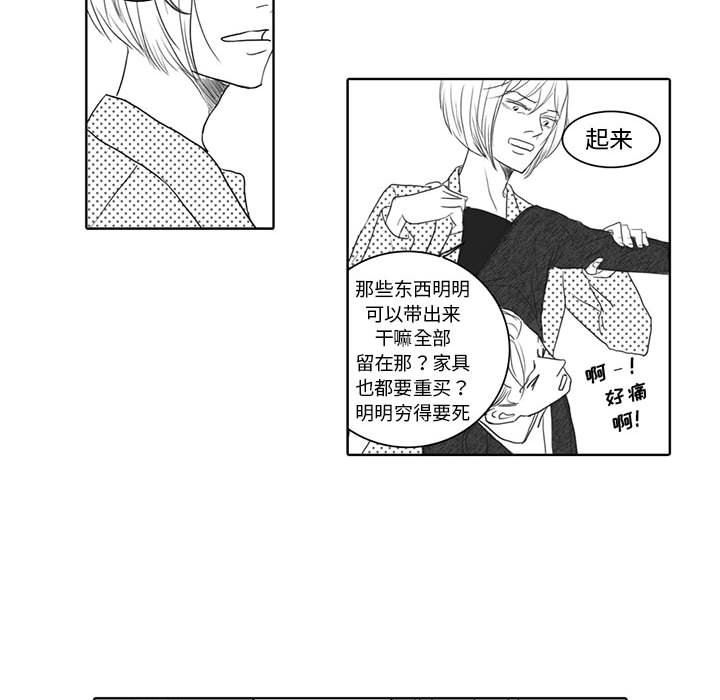 起来
那些东西明明
可以带出来
干嘛全部
留在那？家具
也都要重买？
明明穷得要死
啊–！
好痛
啊！